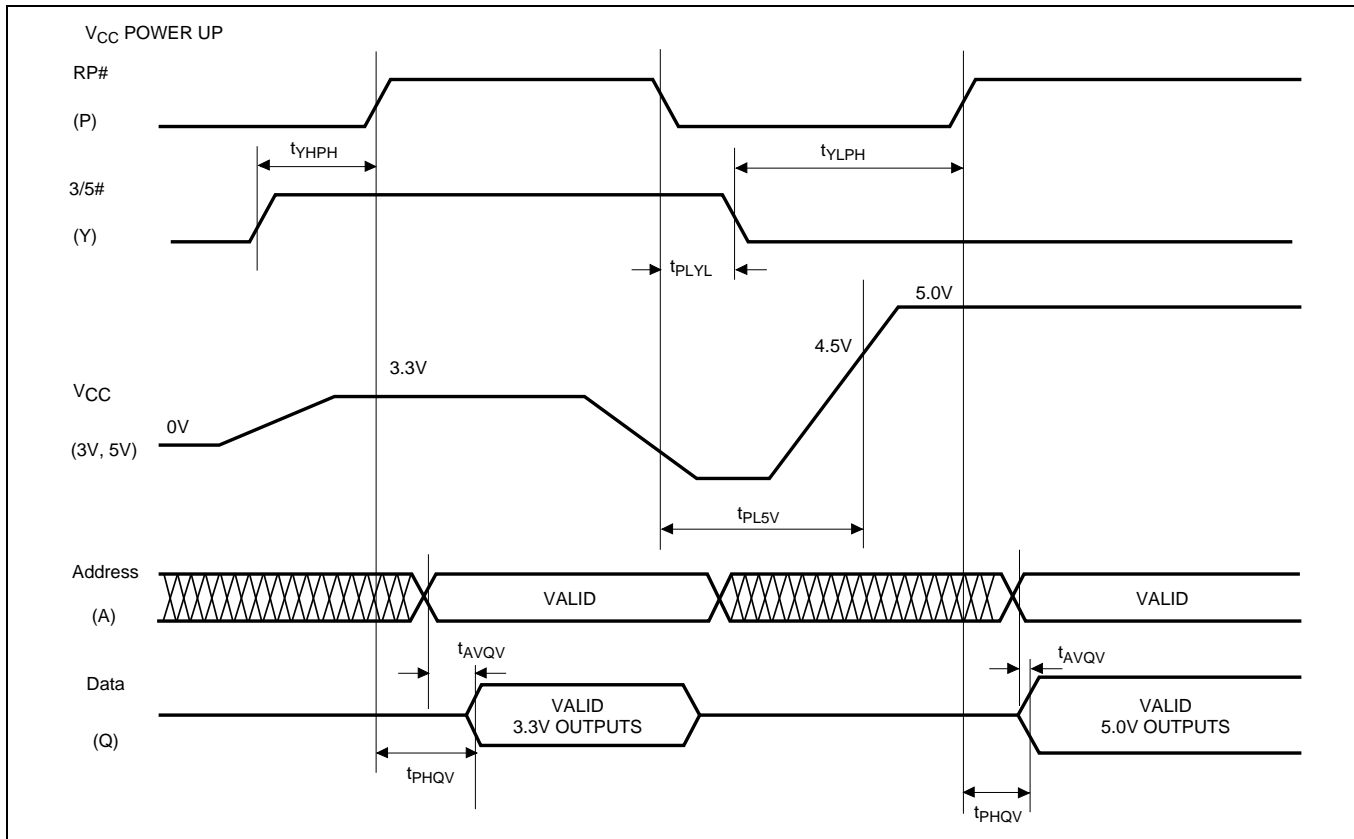 VCC POWER UP
RP#
(P)
tYHPH
tYLPH
3/5#
(Y)
tPLYL
5.0V
4.5V
3.3V
VCC
0V
(3V, 5V)
tPL5V
Address
VALID
VALID
(A)
tAVQV
tAVQV
Data
VALID
3.3V OUTPUTS
VALID
5.0V OUTPUTS
(Q)
tPHQV
tPHQV